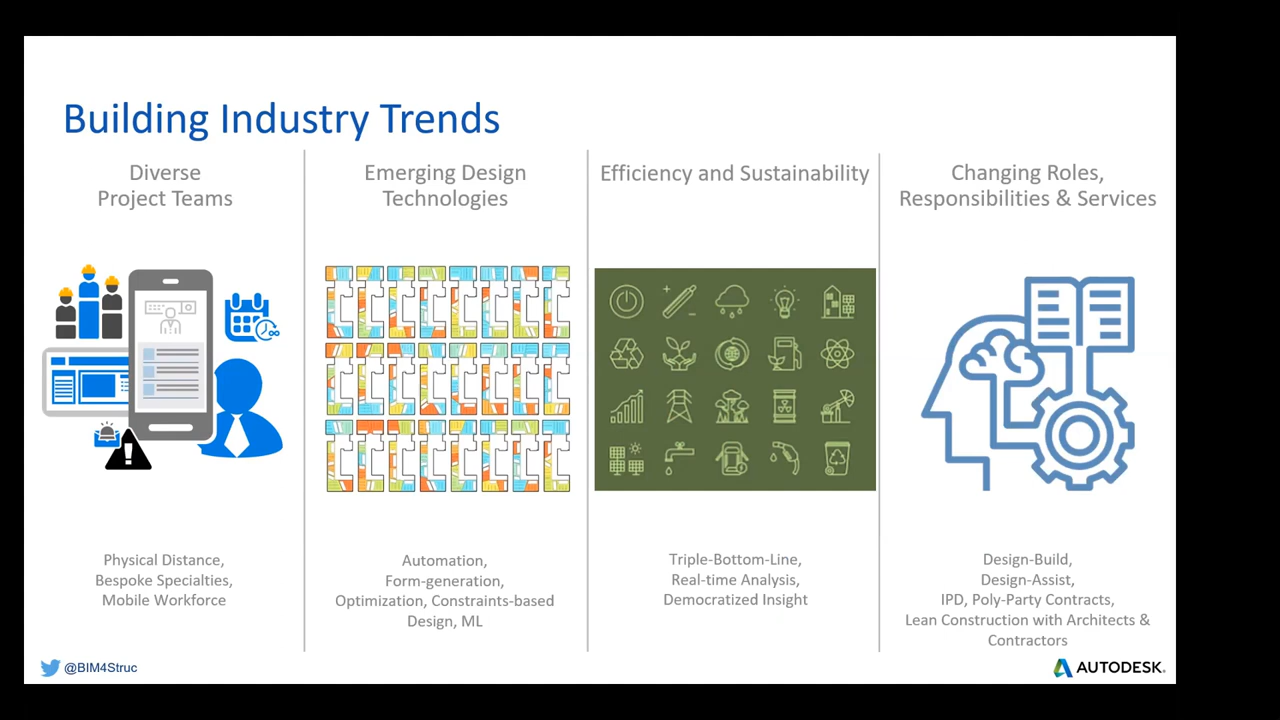 Building Industry Trends
Diverse
Project Teams
Physical Distance,
Bespoke Specialties,
Mobile Workforce
Emerging Design
Technologies
Automation,
Form-generation,
Optimization, Constraints-based
Design, ML
Efficiency and Sustainability
Triple-Bottom-Line,
Real-time Analysis,
Democratized Insight
Changing Roles,
Responsibilities & Services
Design-Build,
Design-Assist,
IPD, Poly-Party Contracts,
Lean Construction with Architects &
Contractors
@BIM4Struc
AUTODESK.